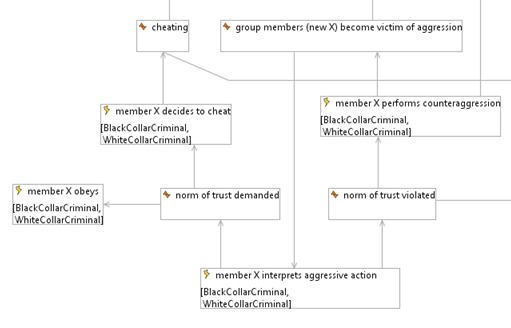 cheating
group members (new X) become victim of aggression
member X decides to cheat
[BlackCollarCriminal,
WhiteCollarCriminal]
member X performs counteraggression
[BlackCollarCriminal,
WhiteCollarCriminal]
member X obeys
[BlackCollarCriminal,
WhiteCollarCriminal]
norm of trust demanded
norm of trust violated
member X interprets aggressive action
[BlackCollarCriminal,
WhiteCollarCriminal]